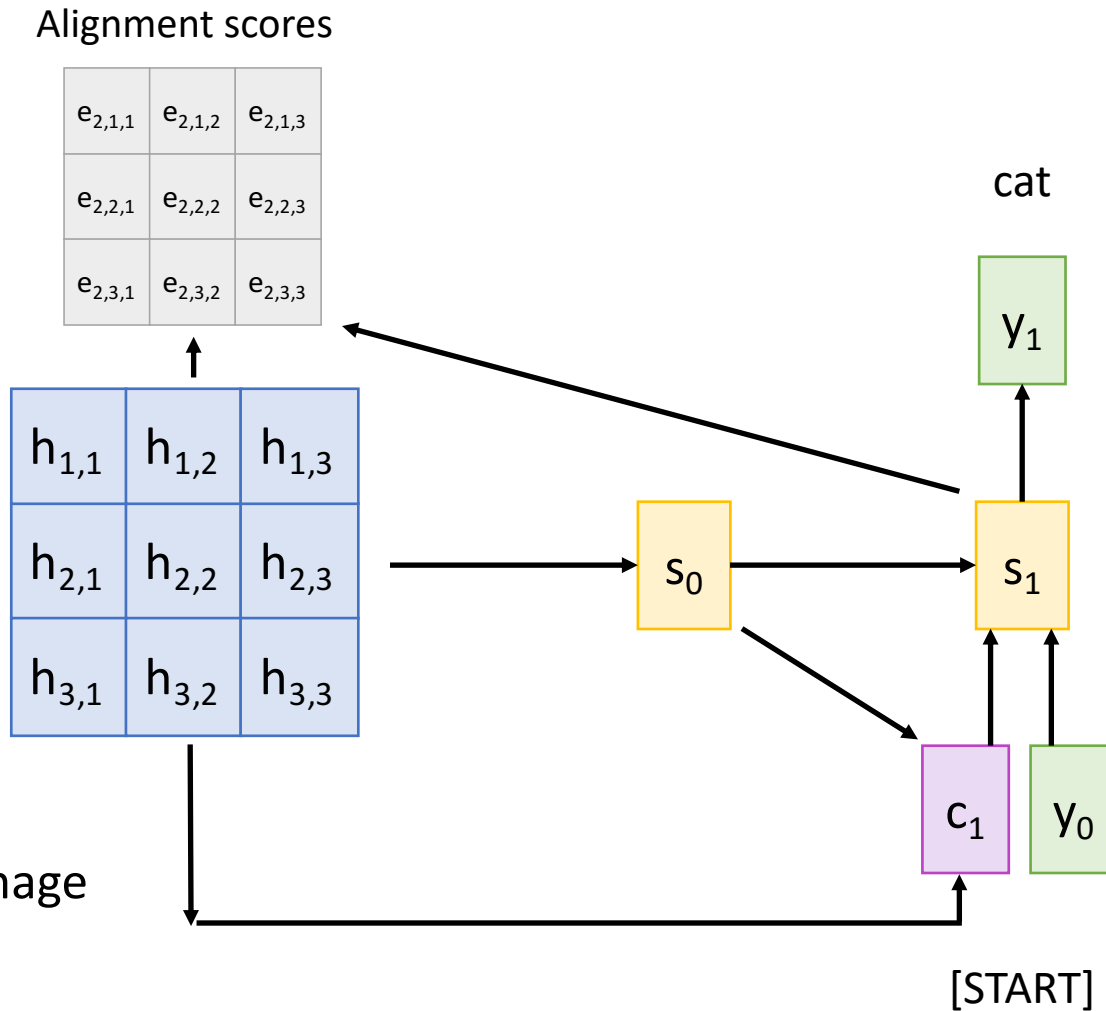 Alignment scores
e2,1,1 e2,1,2 e2,1,3
e2,2,1 e2,2,2 e2,2,3
e2,3,1 e2,3,2 e2,3,3
cat
y1
h1,1 h1,2 h1,3
h2,1 h2,2 h2,3
s0 s1
h3,1 h3,2 h3,3
c1 y0
[START]